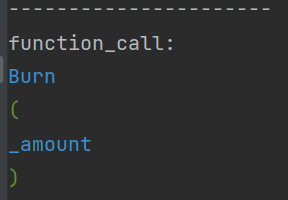 ----------------------
function_call:
Burn
(
_amount
)